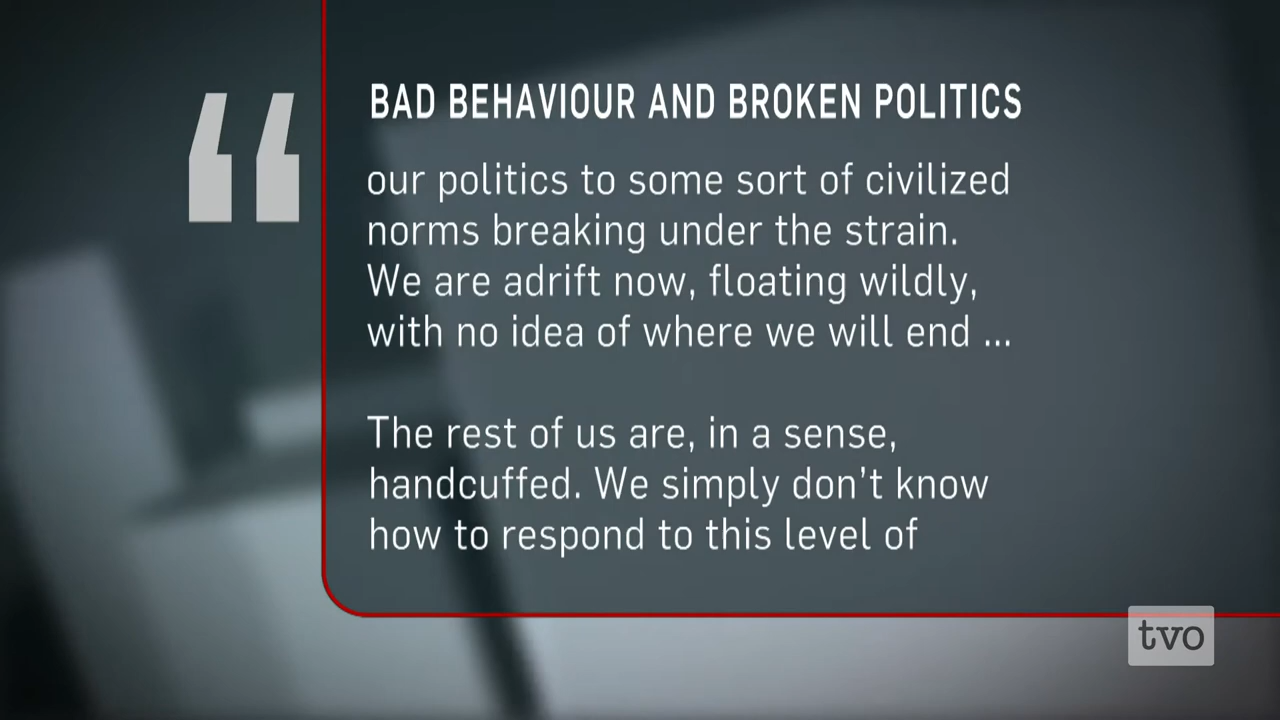 “
BAD BEHAVIOUR AND BROKEN POLITICS
our politics to some sort of civilized
norms breaking under the strain.
We are adrift now, floating wildly,
with no idea of where we will end ...
The rest of us are, in a sense,
handcuffed. We simply don’t know
how to respond to this level of
tvo